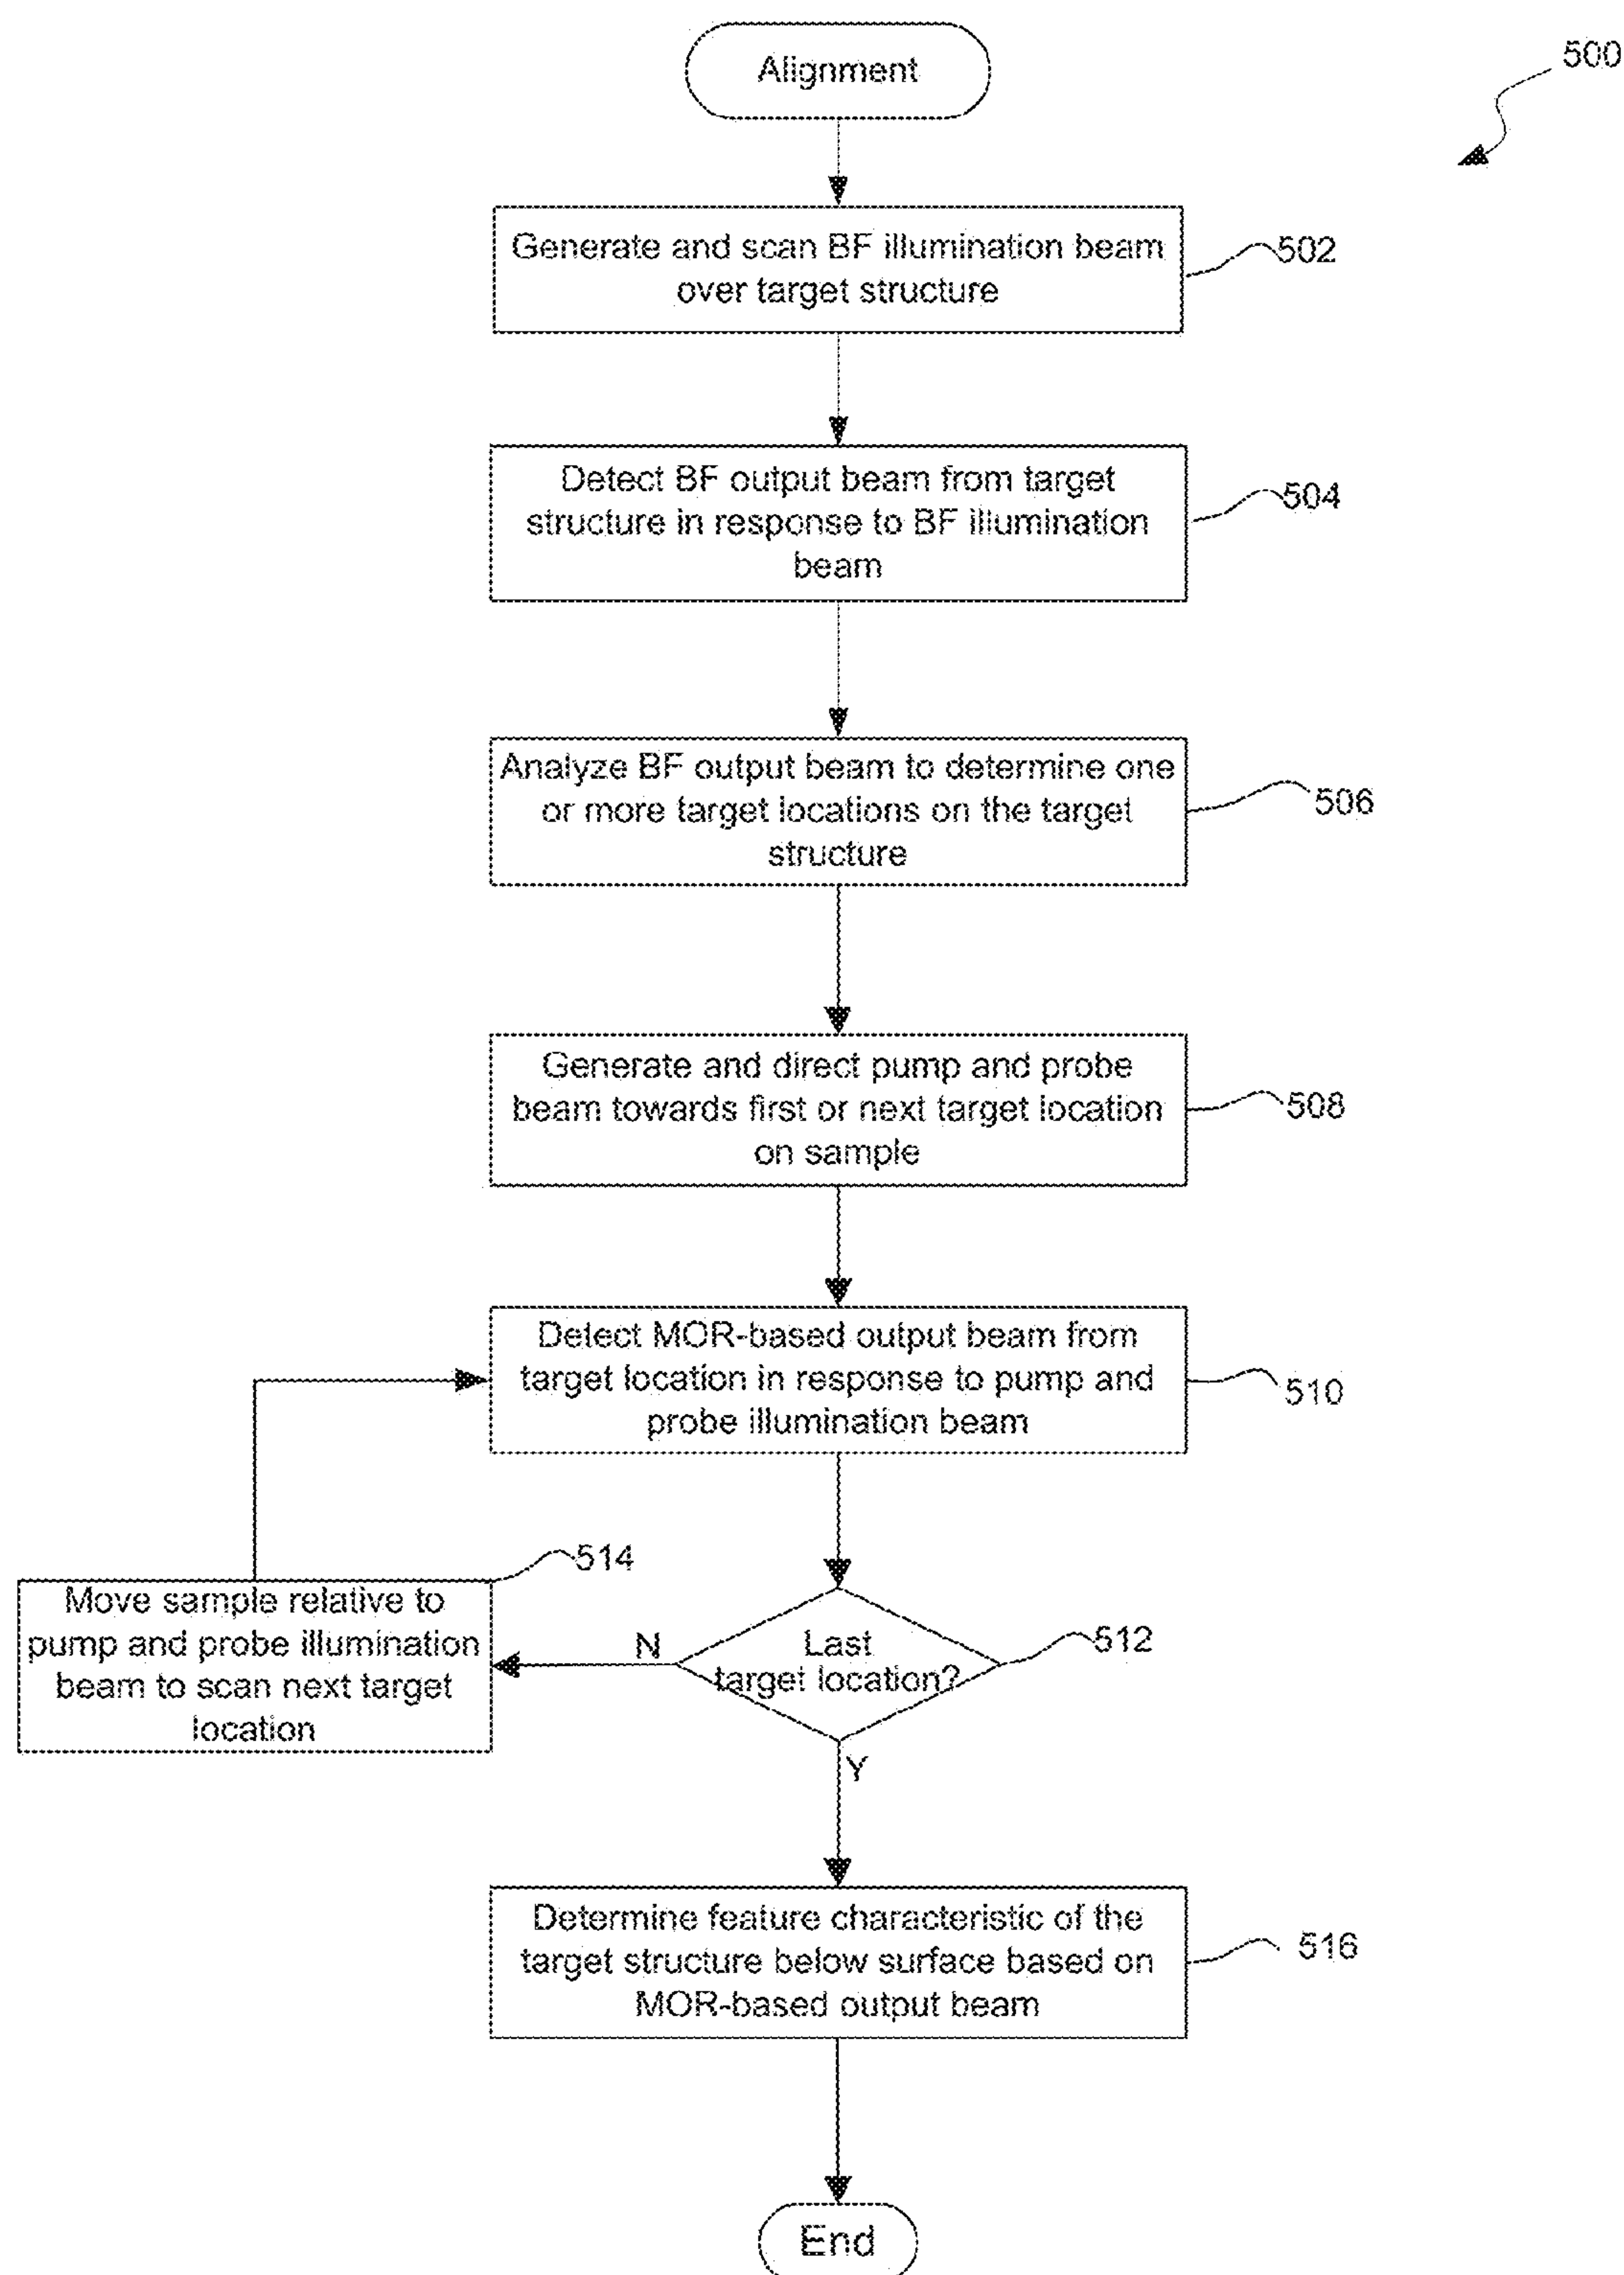 Alignment
500
Generate and scan BF illumination beam
over target structure
502
Detect BF output beam from target
structure in response to BF illumination
beam
504
Analyze BF output beam to determine one
or more target locations on the target
structure
506
Generate and direct pump and probe
beam towards first or next target location
on sample
508
Detect MOR-based output beam from
target location in response to pump and
probe illumination beam
510
514
Move sample relative to
pump and probe illumination
beam to scan next target
location
N
Last
target location?
512
Y
Determine feature characteristic of the
target structure below surface based on
MOR-based output beam
516
End